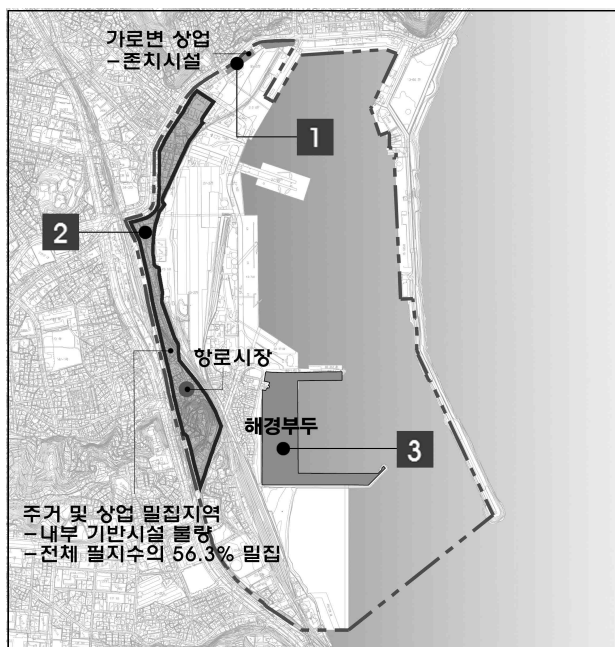 가로변 상업
-존치시설
1
2
항로시장
해경부두
3
주거 및 상업 밀집지역
-내부 기반시설 불량
-전체 필지수의 56.3% 밀집